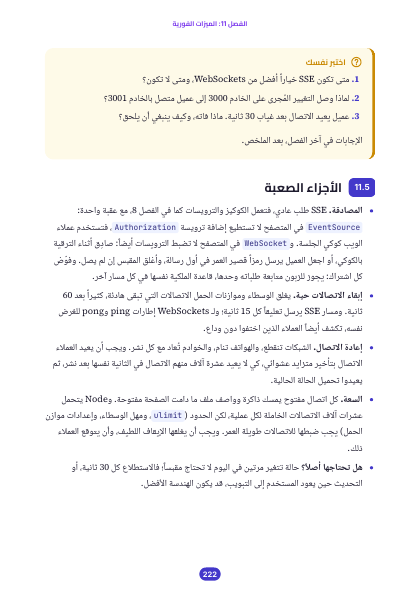 الفصل 11: الميزات الفورية
اختبر نفسك
1. متى تكون SSE خياراً أفضل من WebSockets، ومتى لا تكون؟
2. لماذا وصل التغيير المُجرى على الخادم 3000 إلى عميل متصل بالخادم 3001؟
3. عميل يعيد الاتصال بعد غياب 30 ثانية. ماذا فاته، وكيف ينبغي أن يلحق؟
الإجابات في آخر الفصل، بعد الملخص.
11.5 الأجزاء الصعبة
• المصادقة. SSE طلب عادي، فتعمل الكوكيز والترويسات كما في الفصل 8، مع عقبة واحدة:
EventSource في المتصفح لا تستطيع إضافة ترويسة Authorization، فتستخدم عملاء
الويب كوكي الجلسة. و WebSocket في المتصفح لا تضبط الترويسات أيضاً: صادق أثناء الترقية
بالكوكي، أو اجعل العميل يرسل رمزاً قصير العمر في أول رسالة، وأغلق المقبس إن لم يصل. وفوّض
كل اشتراك: يجوز للزبون متابعة طلباته وحدها، قاعدة الملكية نفسها في كل مسار آخر.
• إبقاء الاتصالات حية. يغلق الوسطاء وموازنات الحمل الاتصالات التي تبقى هادئة، كثيراً بعد 60
ثانية. ومسار SSE يرسل تعليقاً كل 15 ثانية؛ ولـ WebSockets إطارات ping وpong للغرض
نفسه، تكشف أيضاً العملاء الذين اختفوا دون وداع.
• إعادة الاتصال. الشبكات تنقطع، والهواتف تنام، والخوادم تُعاد مع كل نشر. ويجب أن يعيد العملاء
الاتصال بتأخير متزايد عشوائي، كي لا يعيد عشرة آلاف منهم الاتصال في الثانية نفسها بعد نشر، ثم
يعيدوا تحميل الحالة الحالية.
• السعة. كل اتصال مفتوح يمسك ذاكرة وواصف ملف ما دامت الصفحة مفتوحة. وNode يتحمل
عشرات آلاف الاتصالات الخاملة لكل عملية، لكن الحدود (ulimit، ومهل الوسطاء، وإعدادات موازن
الحمل) يجب ضبطها للاتصالات طويلة العمر. ويجب أن يغلقها الإيقاف اللطيف، وأن يتوقع العملاء
ذلك.
• هل تحتاجها أصلاً؟ حالة تتغير مرتين في اليوم لا تحتاج مقبساً؛ فالاستطلاع كل 30 ثانية، أو
التحديث حين يعود المستخدم إلى التبويب، قد يكون الهندسة الأفضل.
222